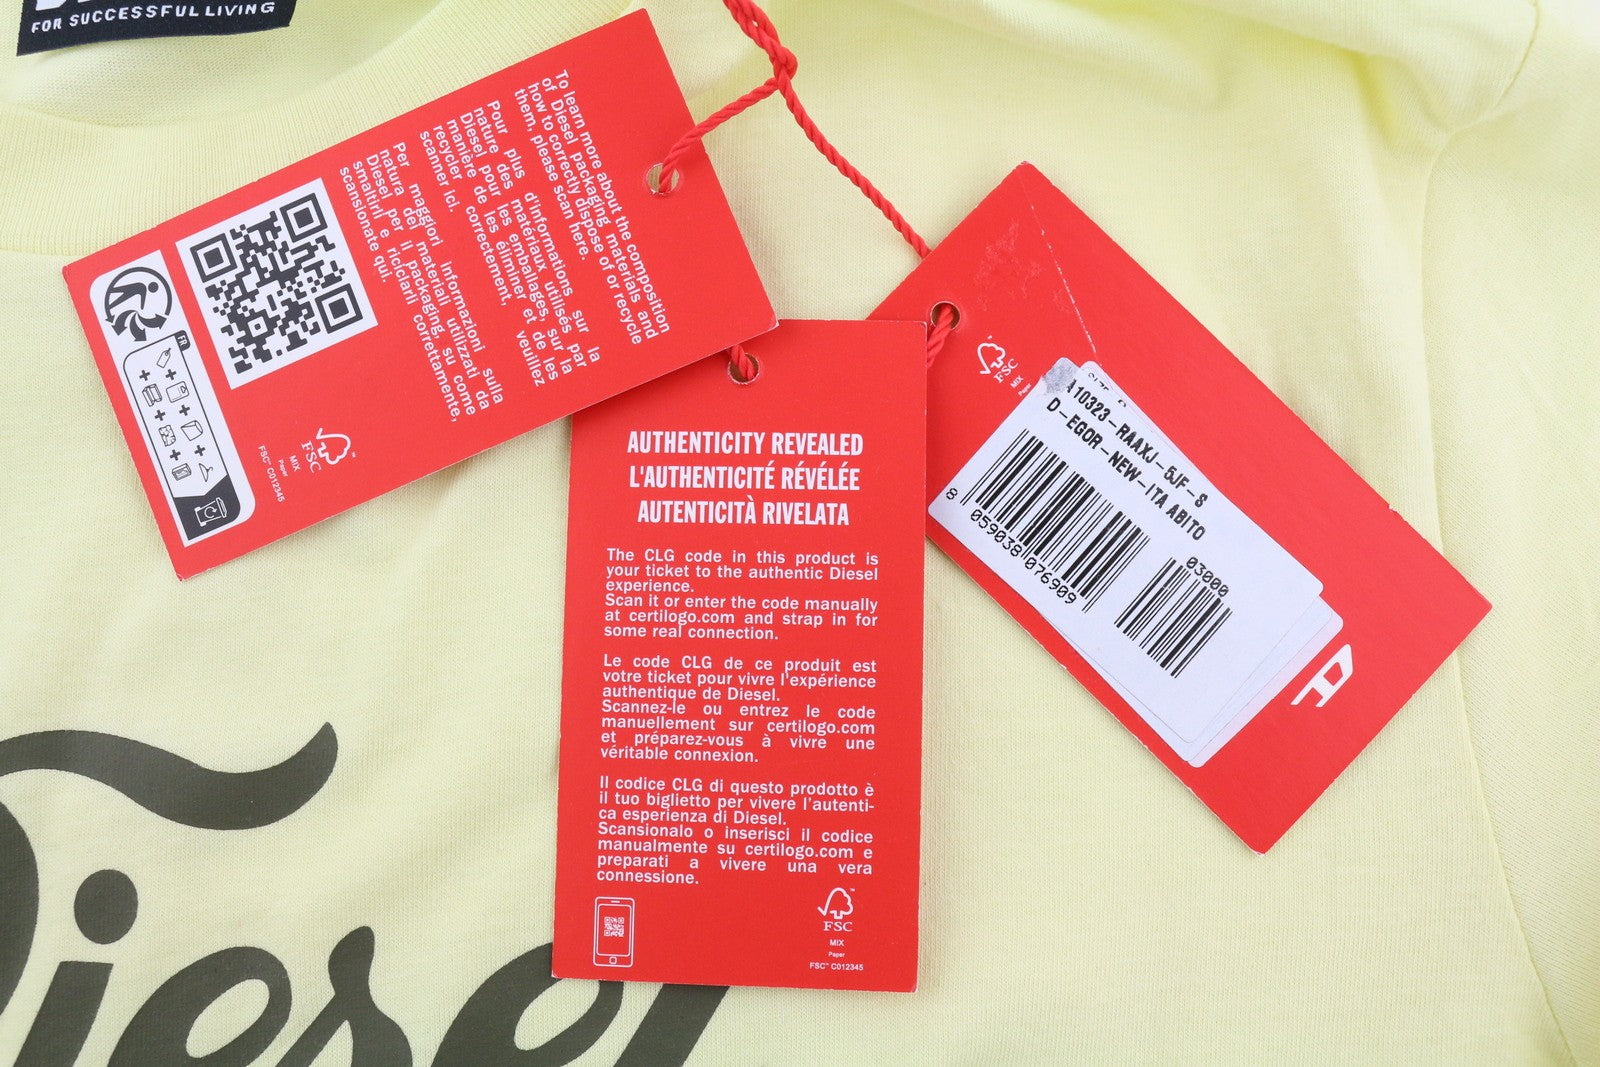 FOR SUCCESSFUL LIVING
To learn more about the composition
of Diesel packaging materials and
how to correctly dispose of or recycle
them, please scan here.
Pour plus d'informations sur la
nature des matériaux utilisés par
Diesel pour les emballages, sur la
manière de les éliminer et de les
recycler correctement, veuillez
scanner ici.
Per maggiori informazioni sulla
natura dei materiali utilizzati da
Diesel per il packaging, su come
smaltirli e riciclarli correttamente,
scansionate qui.
FR
FSC
MIX
Paper
FSC™ C012345
AUTHENTICITY REVEALED
L'AUTHENTICITÉ RÉVÉLÉE
AUTENTICITÀ RIVELATA
The CLG code in this product is
your ticket to the authentic Diesel
experience.
Scan it or enter the code manually
at certilogo.com and strap in for
some real connection.
Le code CLG de ce produit est
votre ticket pour vivre l'expérience
authentique de Diesel.
Scannez-le ou entrez le code
manuellement sur certilogo.com
et préparez-vous à vivre une
véritable connexion.
Il codice CLG di questo prodotto è
il tuo biglietto per vivere l'autenti-
ca esperienza di Diesel.
Scansionalo o inserisci il codice
manualmente su certilogo.com e
preparati a vivere una vera
connessione.
FSC
MIX
Paper
FSC™ C012345
FSC
MIX
Paper
A10323-RAAXJ-5JF-S
D-EGOR-NEW-ITA ABITO
8 059038 076909
03000
Diesel